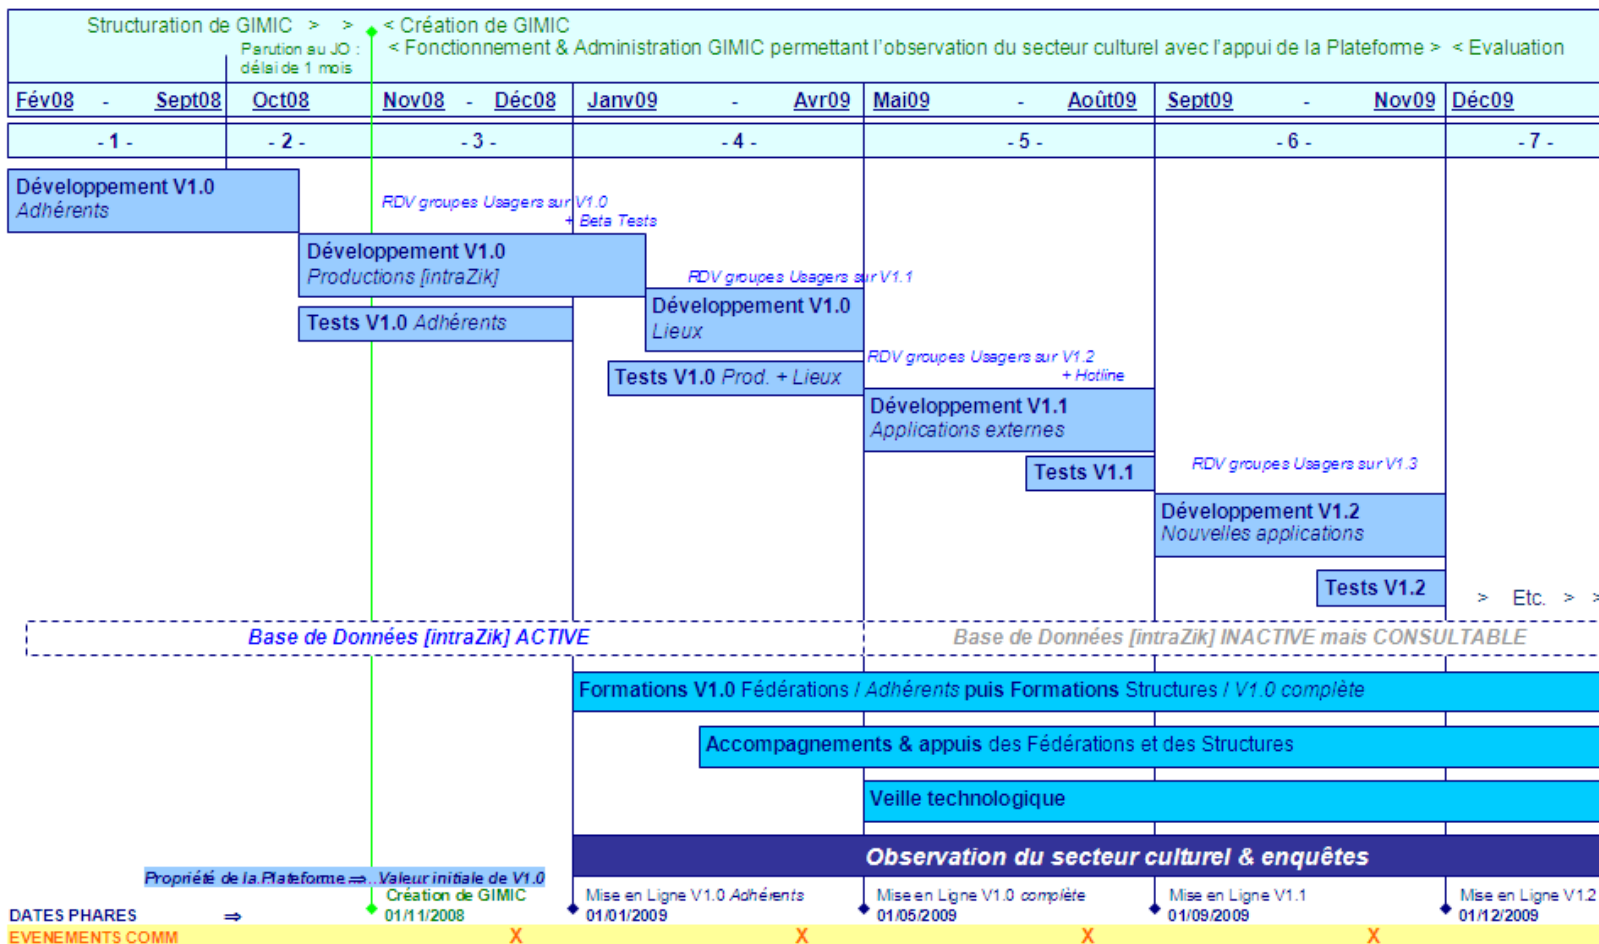 Structuration de GIMIC > > < Création de GIMIC
Parution au JO : < Fonctionnement & Administration GIMIC permettant l'observation du secteur culturel avec l'appui de la Plateforme > < Evaluation
délai de 1 mois
Fév08 - Sept08 Oct08 Nov08 - Déc08 Janv09 - Avr09 Mai09 - Août09 Sept09 - Nov09 Déc09
- 1 - - 2 - - 3 - - 4 - - 5 - - 6 - - 7 -
Développement V1.0
Adhérents
RDV groupes Usagers sur V1.0
+ Beta Tests
Développement V1.0
Productions [intraZik]
RDV groupes Usagers sur V1.1
Tests V1.0 Adhérents
Développement V1.0
Lieux
RDV groupes Usagers sur V1.2
+ Hotline
Tests V1.0 Prod. + Lieux
Développement V1.1
Applications externes
Tests V1.1
RDV groupes Usagers sur V1.3
Développement V1.2
Nouvelles applications
Tests V1.2
> Etc. > >
Base de Données [intraZik] ACTIVE
Base de Données [intraZik] INACTIVE mais CONSULTABLE
Formations V1.0 Fédérations / Adhérents puis Formations Structures / V1.0 complète
Accompagnements & appuis des Fédérations et des Structures
Veille technologique
Observation du secteur culturel & enquêtes
Propriété de la Plateforme ⇒ ..Valeur initiale de V1.0
Création de GIMIC Mise en Ligne V1.0 Adhérents Mise en Ligne V1.0 complète Mise en Ligne V1.1 Mise en Ligne V1.2
DATES PHARES ⇒ 01/11/2008 01/01/2009 01/05/2009 01/09/2009 01/12/2009
EVENEMENTS COMM X X X X